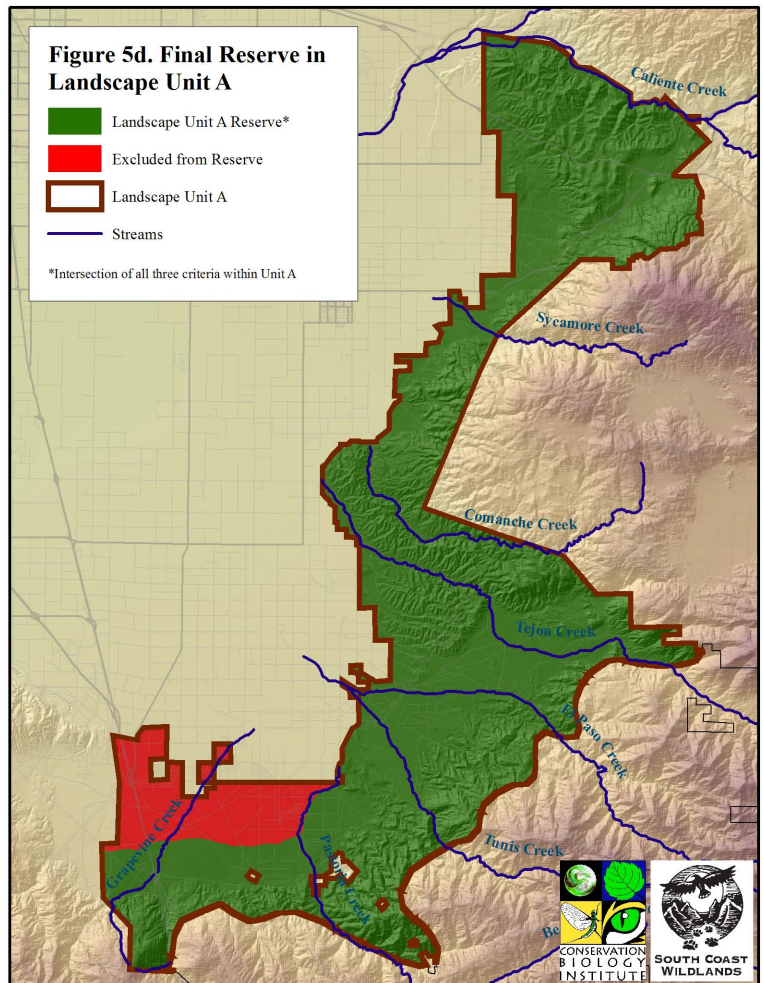 Figure 5d. Final Reserve in
Landscape Unit A
Landscape Unit A Reserve*
Excluded from Reserve
Landscape Unit A
Streams
*Intersection of all three criteria within Unit A
Caliente Creek
Sycamore Creek
Comanche Creek
Tejon Creek
El Paso Creek
Tunis Creek
Grapevine Creek
Pastoria Creek
Be
CONSERVATION
BIOLOGY
INSTITUTE
SOUTH COAST
WILDLANDS